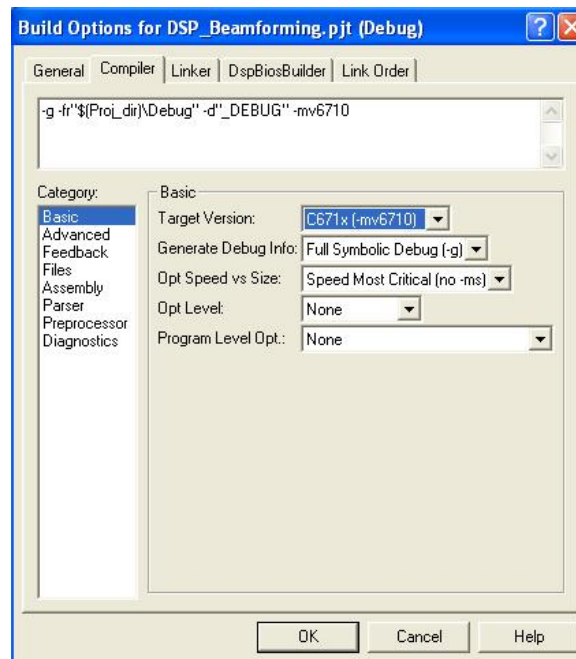 Build Options for DSP_Beamforming.pjt (Debug)
General Compiler Linker DspBiosBuilder Link Order
-g -fr"$(Proj_dir)\Debug" -d"_DEBUG" -mv6710
Category:
Basic
Advanced
Feedback
Files
Assembly
Parser
Preprocessor
Diagnostics
Basic
Target Version: C671x (-mv6710)
Generate Debug Info: Full Symbolic Debug (-g)
Opt Speed vs Size: Speed Most Critical (no -ms)
Opt Level: None
Program Level Opt.: None
OK Cancel Help